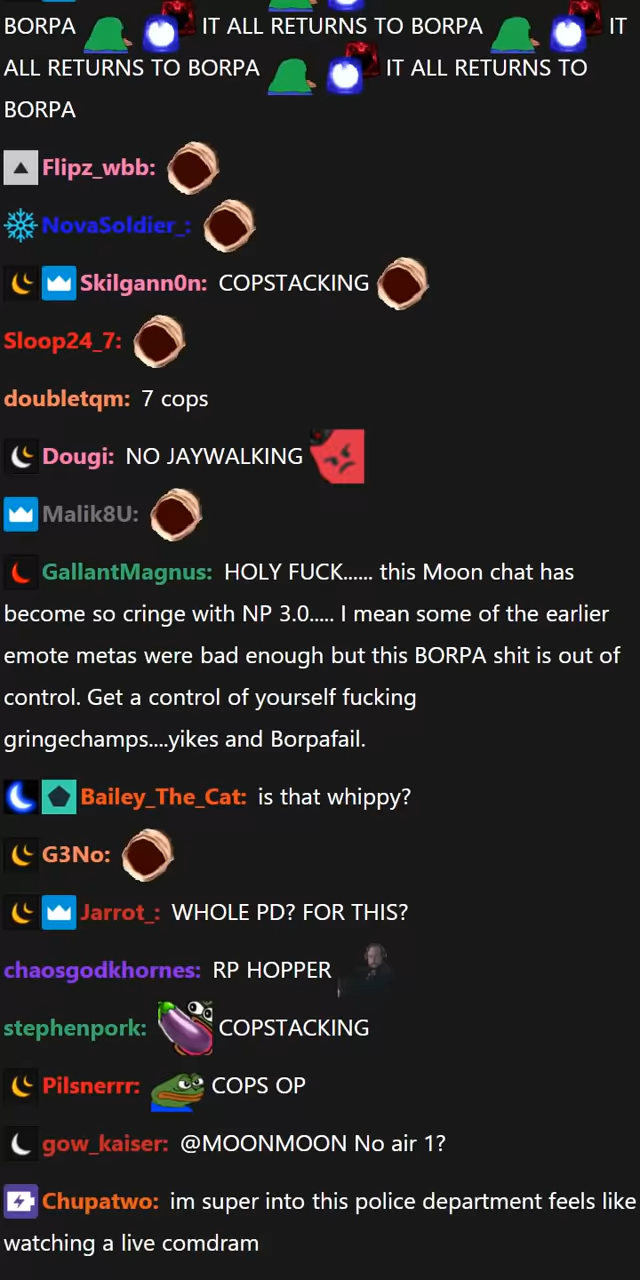 BORPA IT ALL RETURNS TO BORPA IT
ALL RETURNS TO BORPA IT ALL RETURNS TO
BORPA
Flipz_wbb:
NovaSoldier_:
Skilgann0n: COPSTACKING
Sloop24_7:
doubletqm: 7 cops
Dougi: NO JAYWALKING
Malik8U:
GallantMagnus: HOLY FUCK...... this Moon chat has
become so cringe with NP 3.0..... I mean some of the earlier
emote metas were bad enough but this BORPA shit is out of
control. Get a control of yourself fucking
gringechamps....yikes and Borpafail.
Bailey_The_Cat: is that whippy?
G3No:
Jarrot_: WHOLE PD? FOR THIS?
chaosgodkhornes: RP HOPPER
stephenpork: COPSTACKING
Pilsnerrr: COPS OP
gow_kaiser: @MOONMOON No air 1?
Chupatwo: im super into this police department feels like
watching a live comdram